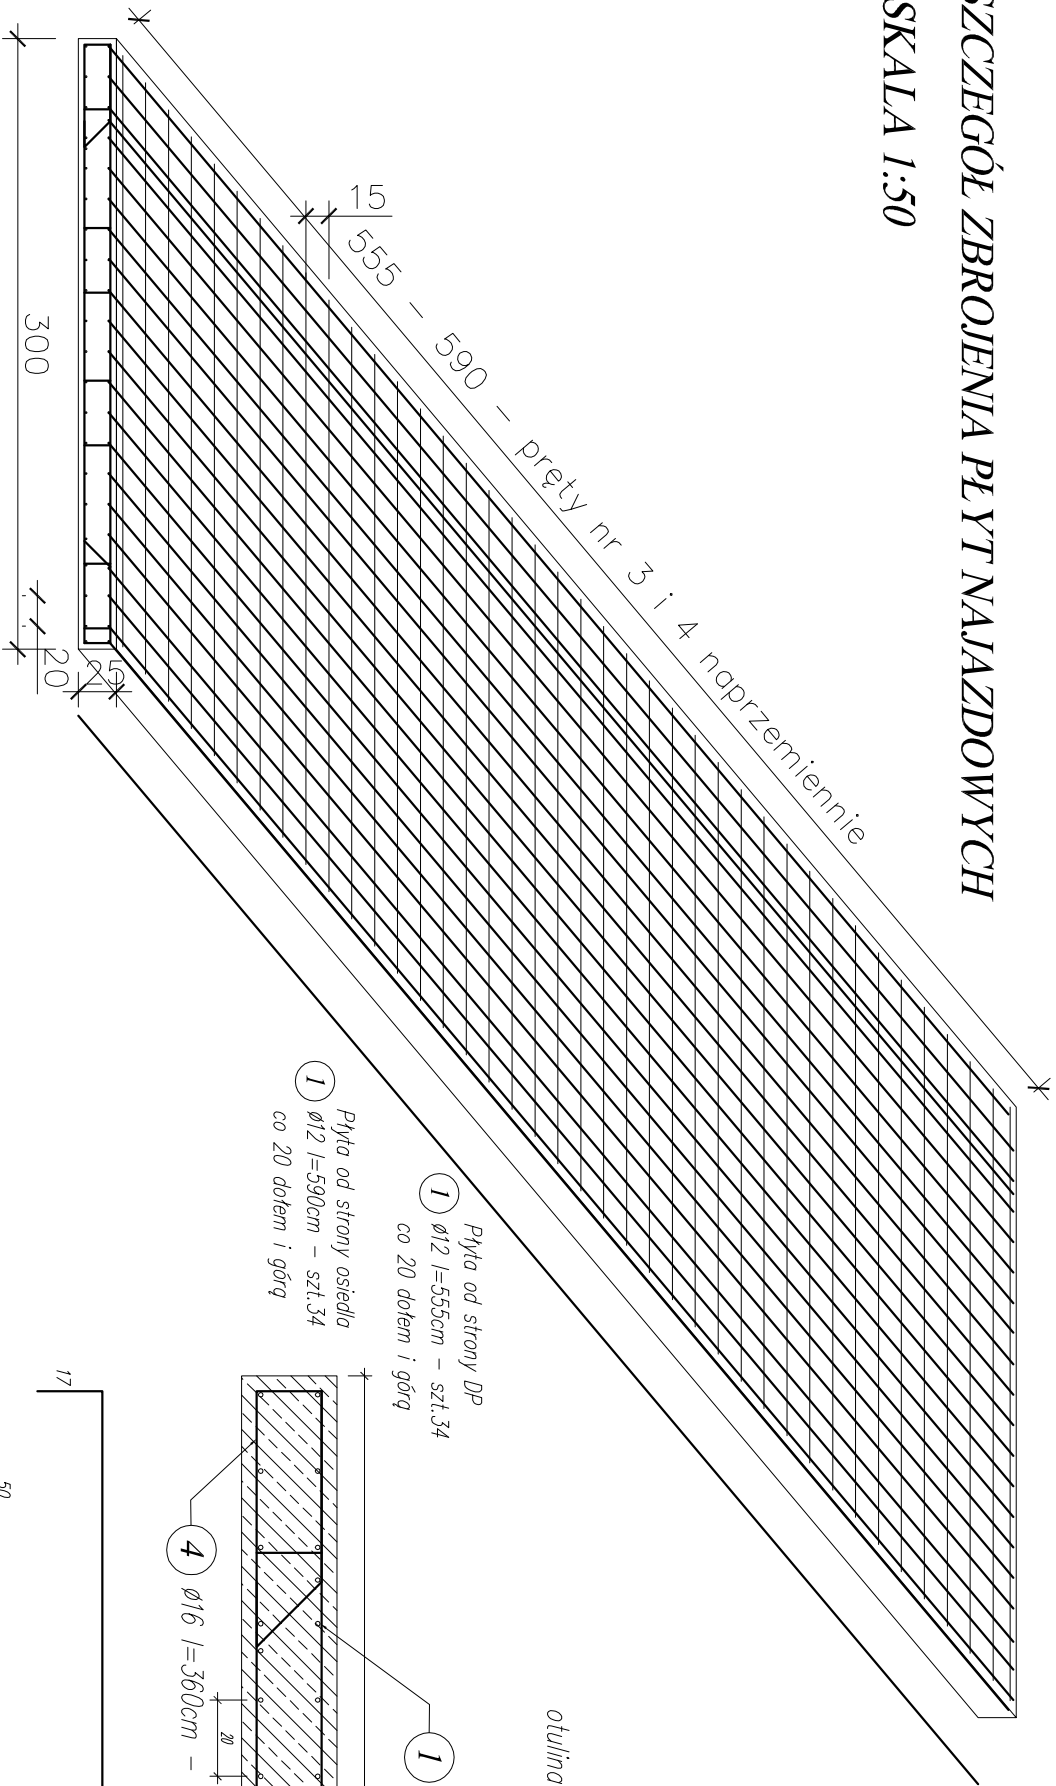 SZCZEGÓŁ ZBROJENIA PŁYT NAJAZDOWYCH
SKALA 1:50
15
555 - 590 - pręty nr 3 i 4 naprzemiennie
300
25
20
Płyta od strony DP
1 ø12 l=555cm - szt.34
co 20 dołem i górą
Płyta od strony osiedla
1 ø12 l=590cm - szt.34
co 20 dołem i górą
otulina
1
20
4 ø16 l=360cm -
17
50